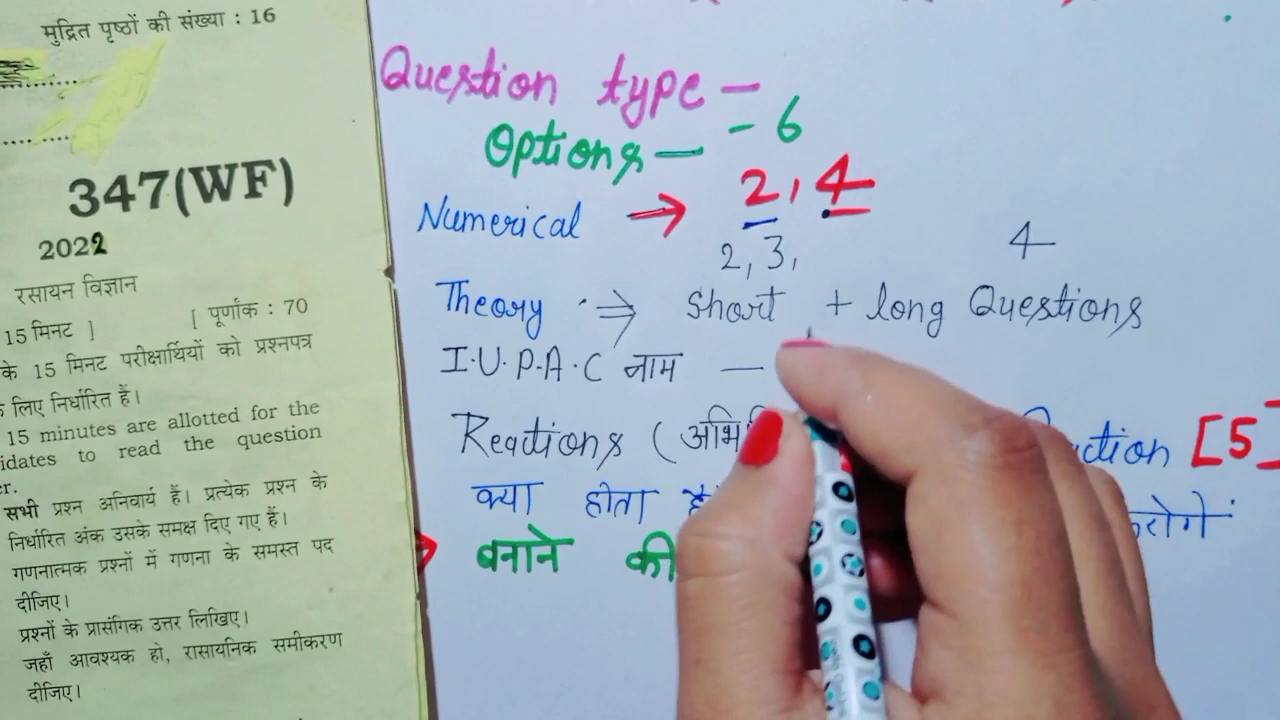 मुद्रित पृष्ठों की संख्या : 16
347(WF)
2022
रसायन विज्ञान
15 मिनट ] [ पूर्णांक : 70
के 15 मिनट परीक्षार्थियों को प्रश्नपत्र
लिए निर्धारित हैं।
15 minutes are allotted for the
idates to read the question
er.
सभी प्रश्न अनिवार्य हैं। प्रत्येक प्रश्न के
निर्धारित अंक उसके समक्ष दिए गए हैं।
गणनात्मक प्रश्नों में गणना के समस्त पद
दीजिए।
प्रश्नों के प्रासंगिक उत्तर लिखिए।
जहाँ आवश्यक हो, रासायनिक समीकरण
दीजिए।
Question type –
Options – - 6
Numerical → 2, 4
2, 3, 4
Theory ⇒ Short + long Questions
I.U.P.A.C नाम —
Reactions ( [5]
क्या होता
बनाने की